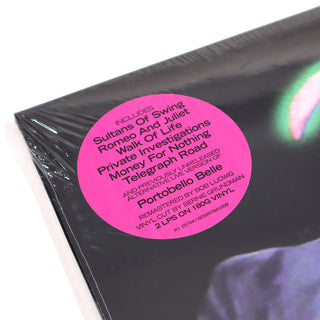 INCLUDES
Sultans Of Swing
Romeo And Juliet
Walk Of Life
Private Investigations
Money For Nothing
Telegraph Road
AND PREVIOUSLY UNRELEASED
ALTERNATIVE LIVE VERSION OF
Portobello Belle
REMASTERED BY BOB LUDWIG
VINYL CUT BY BERNIE GRUNDMAN
2 LPS ON 180G VINYL